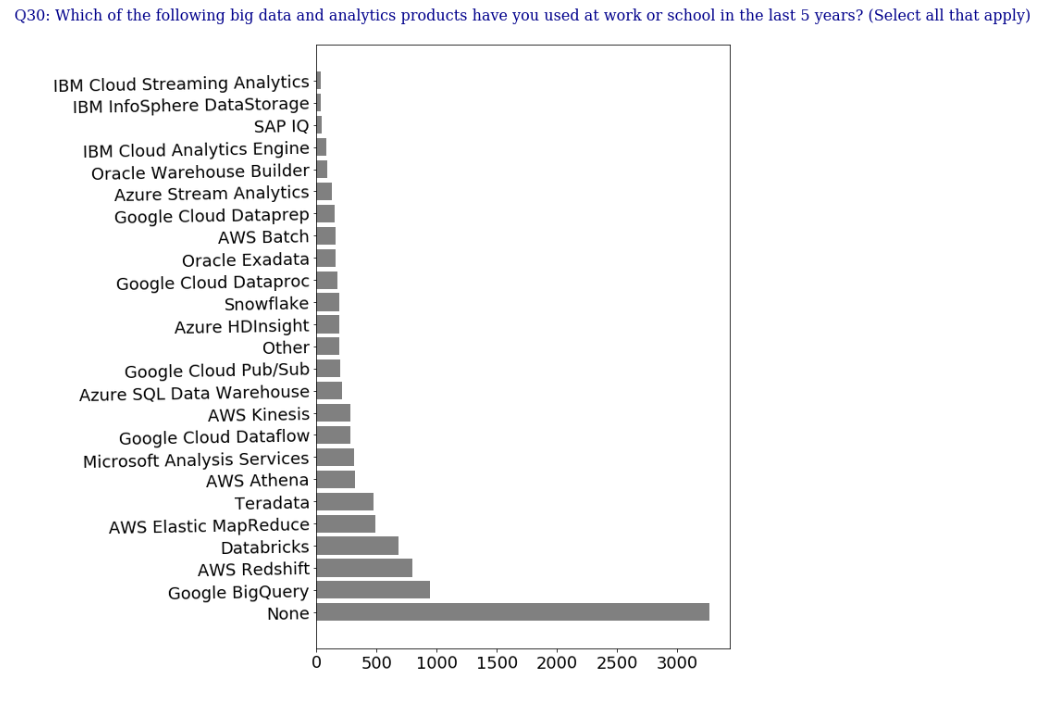 Q30: Which of the following big data and analytics products have you used at work or school in the last 5 years? (Select all that apply)
IBM Cloud Streaming Analytics
IBM InfoSphere DataStorage
SAP IQ
IBM Cloud Analytics Engine
Oracle Warehouse Builder
Azure Stream Analytics
Google Cloud Dataprep
AWS Batch
Oracle Exadata
Google Cloud Dataproc
Snowflake
Azure HDInsight
Other
Google Cloud Pub/Sub
Azure SQL Data Warehouse
AWS Kinesis
Google Cloud Dataflow
Microsoft Analysis Services
AWS Athena
Teradata
AWS Elastic MapReduce
Databricks
AWS Redshift
Google BigQuery
None
0 500 1000 1500 2000 2500 3000